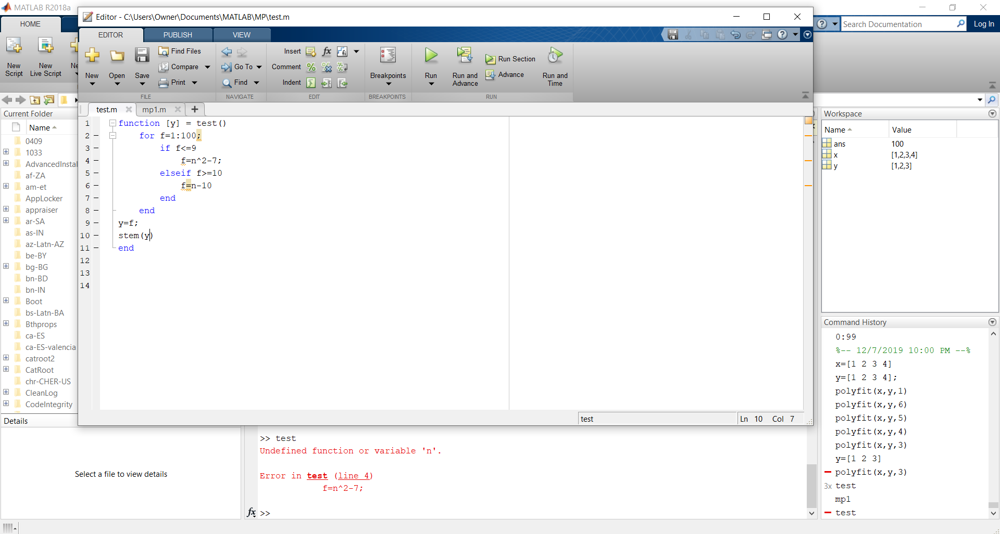 MATLAB R2018a
Editor - C:\Users\Owner\Documents\MATLAB\MP\test.m
HOME
EDITOR
PUBLISH
VIEW
Search Documentation
Log In
New
Script
New
Live Script
Ne
New
Open
Save
Find Files
Compare
Print
FILE
Go To
Find
NAVIGATE
Insert
fx
Comment
Indent
EDIT
Breakpoints
BREAKPOINTS
Run
Run and
Advance
Run Section
Advance
Run and
Time
RUN
Current Folder
Name
0409
1033
AdvancedInstal
af-ZA
am-et
AppLocker
appraiser
ar-SA
as-IN
az-Latn-AZ
be-BY
bg-BG
bn-BD
bn-IN
Boot
bs-Latn-BA
Bthprops
ca-ES
ca-ES-valencia
catroot2
CatRoot
chr-CHER-US
CleanLog
CodeIntegrity
Details
Select a file to view details
test.m
mp1.m
1 function [y] = test()
2 for f=1:100;
3 if f<=9
4 f=n^2-7;
5 elseif f>=10
6 f=n-10
7 end
8 end
9 y=f;
10 stem(y)
11 end
12
13
14
test
Ln 10 Col 7
>> test
Undefined function or variable 'n'.
Error in test (line 4)
f=n^2-7;
fx >>
Workspace
Name Value
ans 100
x [1,2,3,4]
y [1,2,3]
Command History
0:99
%-- 12/7/2019 10:00 PM --%
x=[1 2 3 4]
y=[1 2 3 4];
polyfit(x,y,1)
polyfit(x,y,6)
polyfit(x,y,5)
polyfit(x,y,4)
polyfit(x,y,3)
y=[1 2 3]
polyfit(x,y,3)
3x test
mp1
test